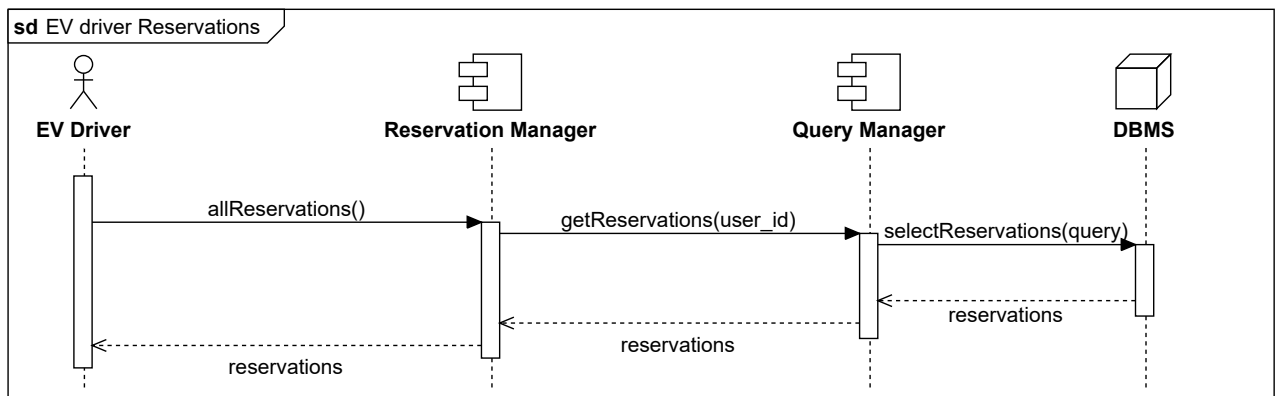 sd EV driver Reservations
EV Driver
Reservation Manager
Query Manager
DBMS
allReservations()
getReservations(user_id)
selectReservations(query)
reservations
reservations
reservations